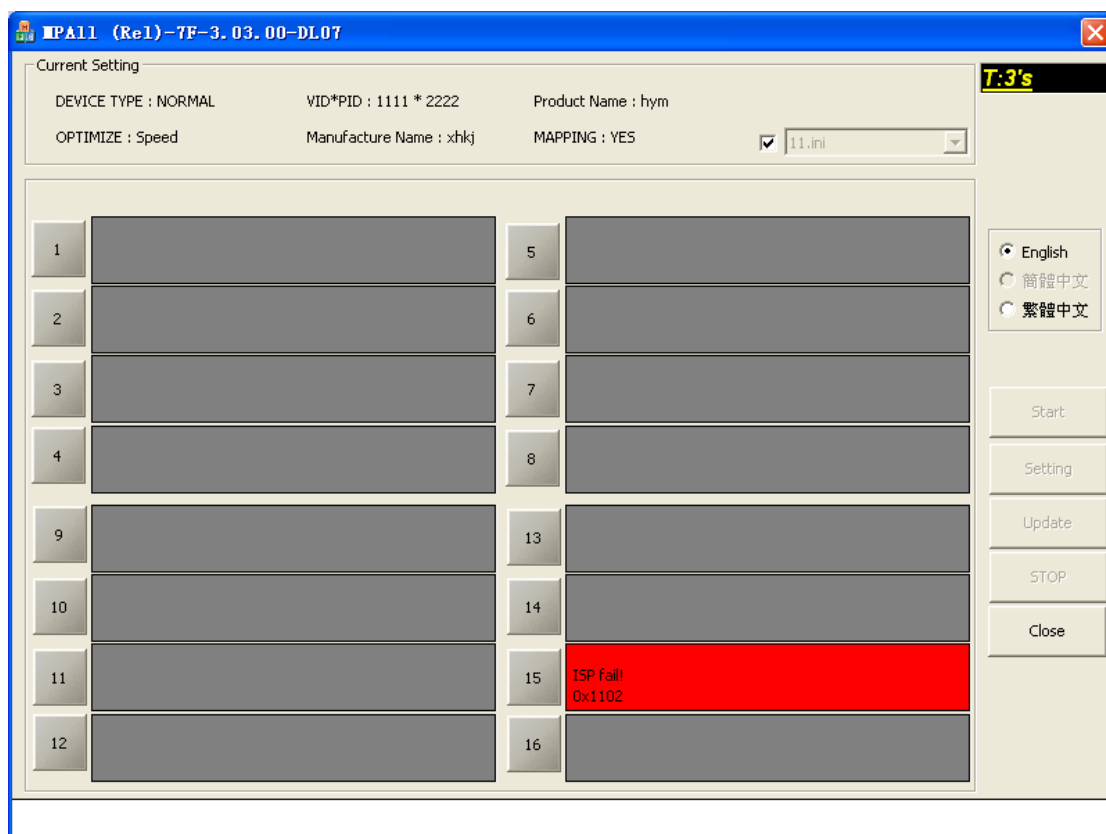 MPAll (Rel)-7F-3.03.00-DL07
Current Setting
DEVICE TYPE : NORMAL VID*PID : 1111 * 2222 Product Name : hym
OPTIMIZE : Speed Manufacture Name : xhkj MAPPING : YES 11.ini
T:3's
1
5
2
6
3
7
4
8
9
13
10
14
11
15
ISP fail!
0x1102
12
16
English
簡體中文
繁體中文
Start
Setting
Update
STOP
Close